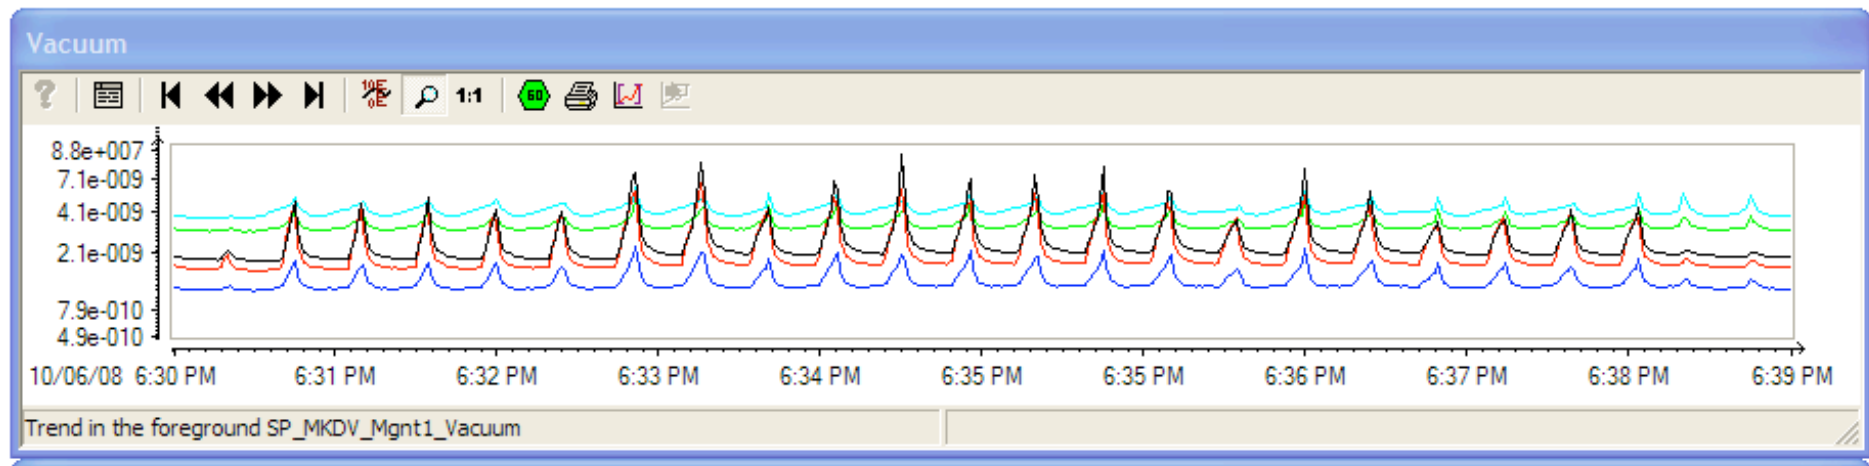 Vacuum
1:1
GO
8.8e+007
7.1e-009
4.1e-009
2.1e-009
7.9e-010
4.9e-010
10/06/08 6:30 PM 6:31 PM 6:32 PM 6:33 PM 6:34 PM 6:35 PM 6:35 PM 6:36 PM 6:37 PM 6:38 PM 6:39 PM
Trend in the foreground SP_MKDV_Mgnt1_Vacuum